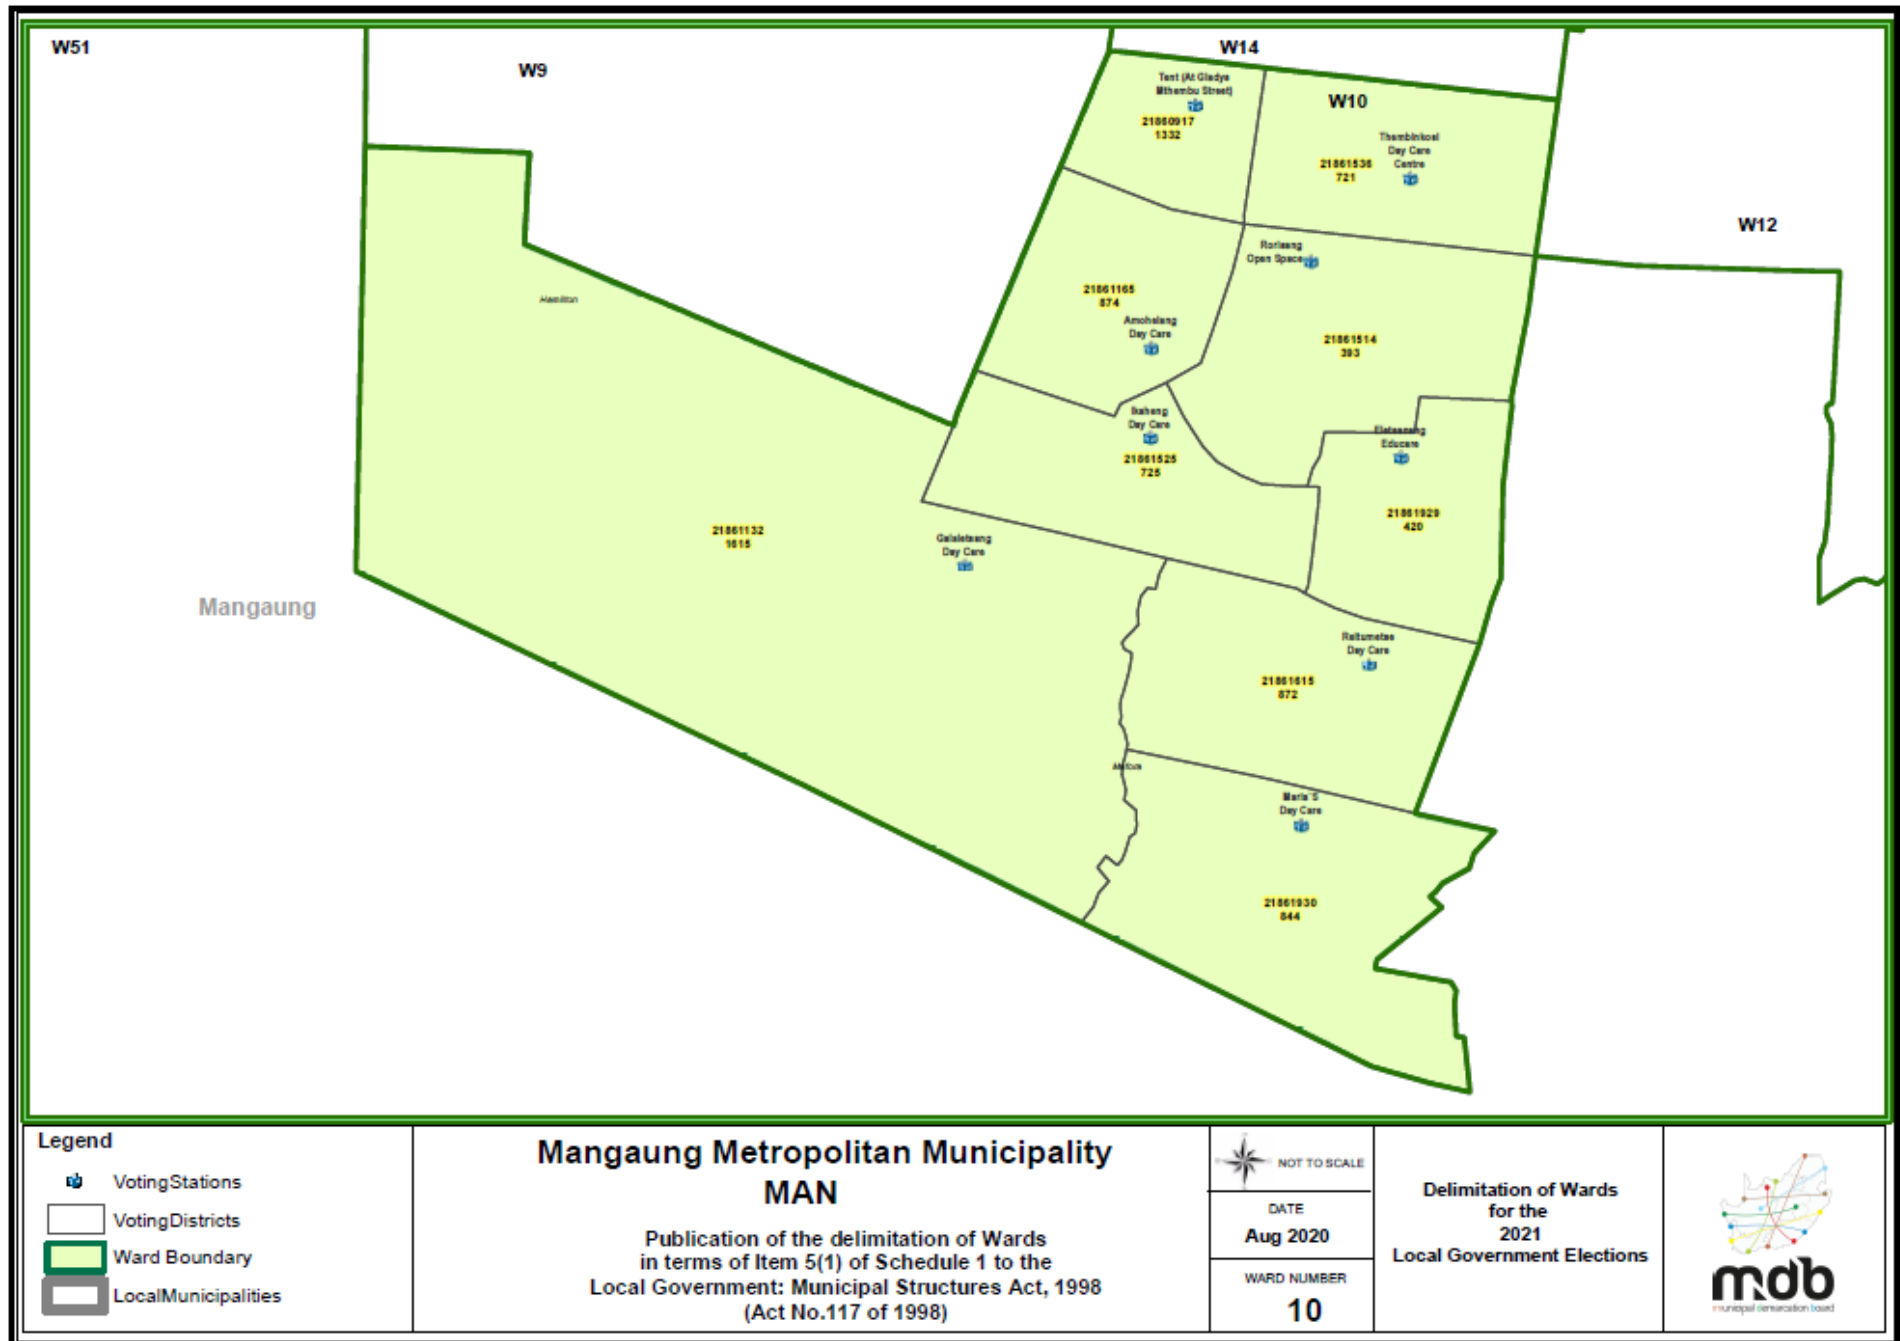 W51
W9
W14
W10
W12
Tent (At Gladys
Mthembu Street)
21860917
1332
Thembinkosi
Day Care
Centre
21861536
721
Rorisang
Open Space
21861165
874
Amohelang
Day Care
21861514
393
Hamilton
Ikaheng
Day Care
21861525
725
Educare
21861929
420
21861132
1615
Galaletsang
Day Care
Mangaung
Reitumetse
Day Care
21861615
872
Maria`S
Day Care
21861930
844
Legend
VotingStations
VotingDistricts
Ward Boundary
LocalMunicipalities
Mangaung Metropolitan Municipality
MAN
Publication of the delimitation of Wards
in terms of Item 5(1) of Schedule 1 to the
Local Government: Municipal Structures Act, 1998
(Act No.117 of 1998)
NOT TO SCALE
DATE
Aug 2020
WARD NUMBER
10
Delimitation of Wards
for the
2021
Local Government Elections
mdb
municipal demarcation board